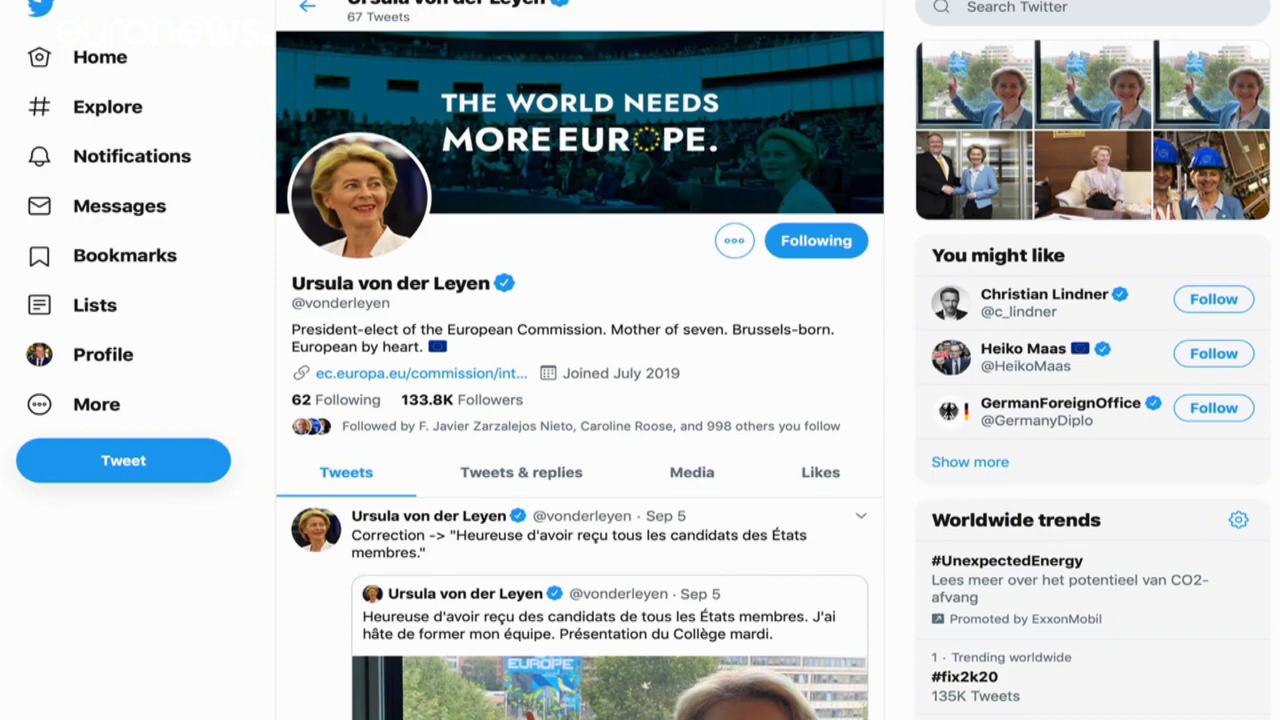 euronews.
Home
Explore
Notifications
Messages
Bookmarks
Lists
Profile
More
Tweet
Ursula von der Leyen
67 Tweets
THE WORLD NEEDS
MORE EUROPE.
Following
Ursula von der Leyen
@vonderleyen
President-elect of the European Commission. Mother of seven. Brussels-born.
European by heart.
ec.europa.eu/commission/int... Joined July 2019
62 Following 133.8K Followers
Followed by F. Javier Zarzalejos Nieto, Caroline Roose, and 998 others you follow
Tweets Tweets & replies Media Likes
Ursula von der Leyen @vonderleyen · Sep 5
Correction -> "Heureuse d'avoir reçu tous les candidats des États
membres."
Ursula von der Leyen @vonderleyen · Sep 5
Heureuse d'avoir reçu des candidats de tous les États membres. J'ai
hâte de former mon équipe. Présentation du Collège mardi.
EUROPE
Search Twitter
You might like
Christian Lindner
@c_lindner
Follow
Heiko Maas
@HeikoMaas
Follow
GermanForeignOffice
@GermanyDiplo
Follow
Show more
Worldwide trends
#UnexpectedEnergy
Lees meer over het potentieel van CO2-
afvang
Promoted by ExxonMobil
1 · Trending worldwide
#fix2k20
135K Tweets